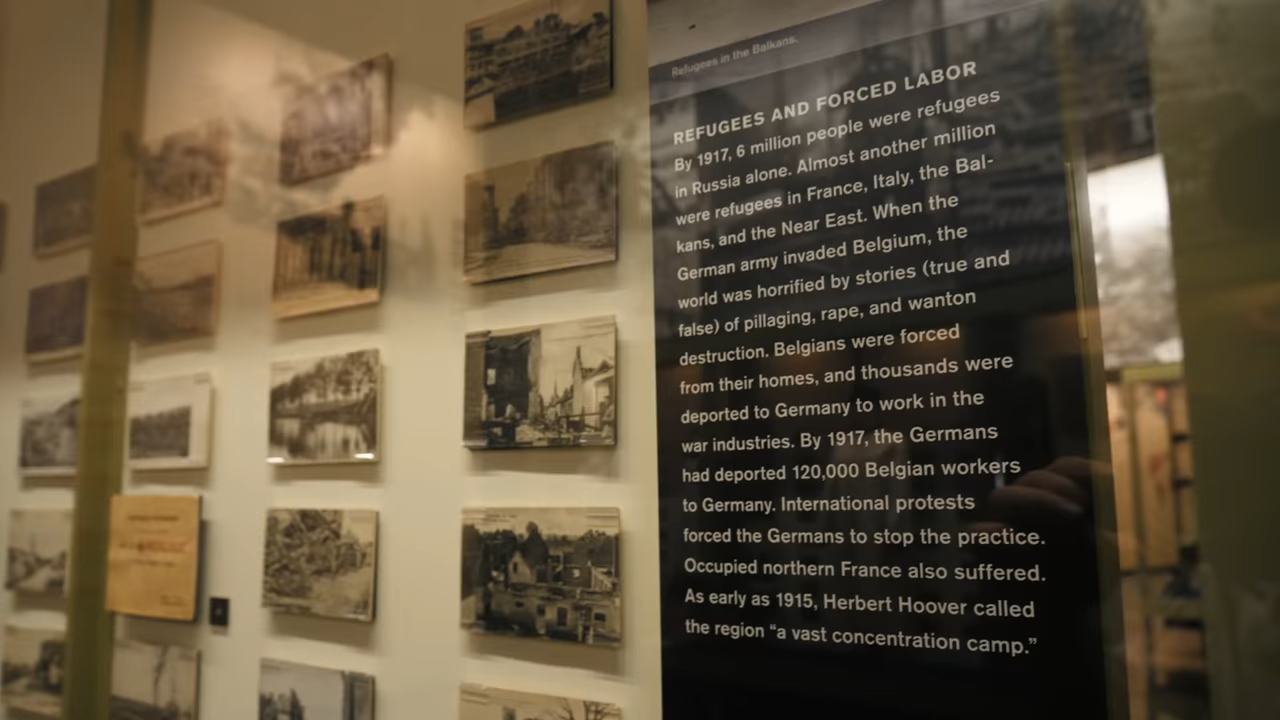 Refugees in the Balkans.
REFUGEES AND FORCED LABOR
By 1917, 6 million people were refugees
in Russia alone. Almost another million
were refugees in France, Italy, the Bal-
kans, and the Near East. When the
German army invaded Belgium, the
world was horrified by stories (true and
false) of pillaging, rape, and wanton
destruction. Belgians were forced
from their homes, and thousands were
deported to Germany to work in the
war industries. By 1917, the Germans
had deported 120,000 Belgian workers
to Germany. International protests
forced the Germans to stop the practice.
Occupied northern France also suffered.
As early as 1915, Herbert Hoover called
the region “a vast concentration camp.”